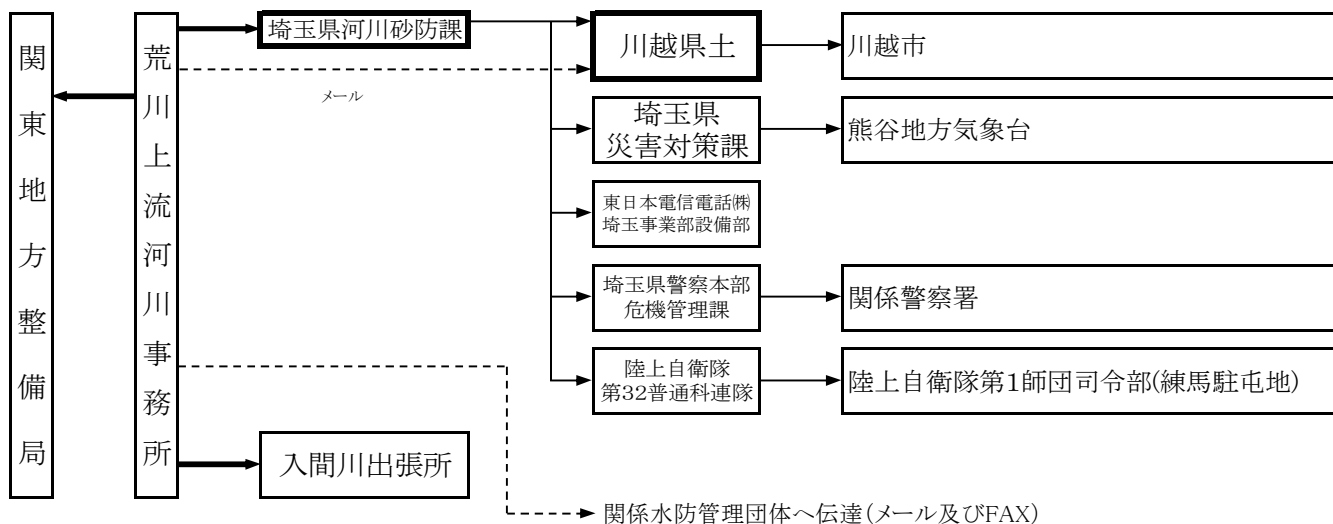 関東地方整備局
荒川上流河川事務所
埼玉県河川砂防課
メール
入間川出張所
川越県土
川越市
埼玉県
災害対策課
熊谷地方気象台
東日本電信電話㈱
埼玉事業部設備部
埼玉県警察本部
危機管理課
関係警察署
陸上自衛隊
第32普通科連隊
陸上自衛隊第1師団司令部(練馬駐屯地)
関係水防管理団体へ伝達(メール及びFAX)